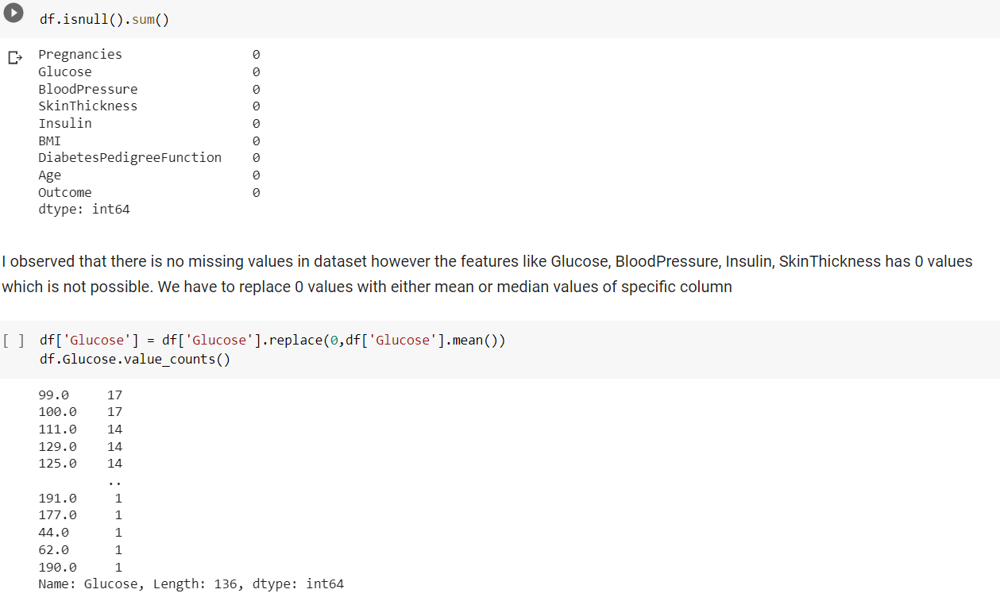 df.isnull().sum()
Pregnancies 0
Glucose 0
BloodPressure 0
SkinThickness 0
Insulin 0
BMI 0
DiabetesPedigreeFunction 0
Age 0
Outcome 0
dtype: int64
I observed that there is no missing values in dataset however the features like Glucose, BloodPressure, Insulin, SkinThickness has 0 values
which is not possible. We have to replace 0 values with either mean or median values of specific column
[ ] df['Glucose'] = df['Glucose'].replace(0,df['Glucose'].mean())
df.Glucose.value_counts()
99.0 17
100.0 17
111.0 14
129.0 14
125.0 14
..
191.0 1
177.0 1
44.0 1
62.0 1
190.0 1
Name: Glucose, Length: 136, dtype: int64